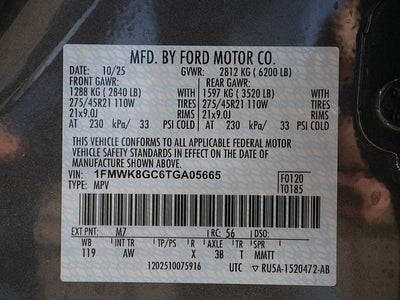 MFD. BY FORD MOTOR CO.
DATE: 10/25 GVWR: 2812 KG ( 6200 LB)
FRONT GAWR: REAR GAWR:
1288 KG ( 2840 LB) WITH 1597 KG ( 3520 LB) WITH
275/45R21 110W TIRES 275/45R21 110W TIRES
21x9.0J RIMS 21x9.0J RIMS
AT 230 kPa/ 33 PSI COLD AT 230 kPa/ 33 PSI COLD
THIS VEHICLE CONFORMS TO ALL APPLICABLE FEDERAL MOTOR
VEHICLE SAFETY STANDARDS IN EFFECT ON THE DATE OF
MANUFACTURE SHOWN ABOVE.
VIN: 1FMWK8GC6TGA05665 F0120
TYPE: MPV T0185
EXT PNT: M7 RC: 56 DSO:
WB INT TR TP/PS R AXLE TR SPR
119 AW X 3B T MMTT
1202510075916 UTC ▽ RU5A-1520472-AB